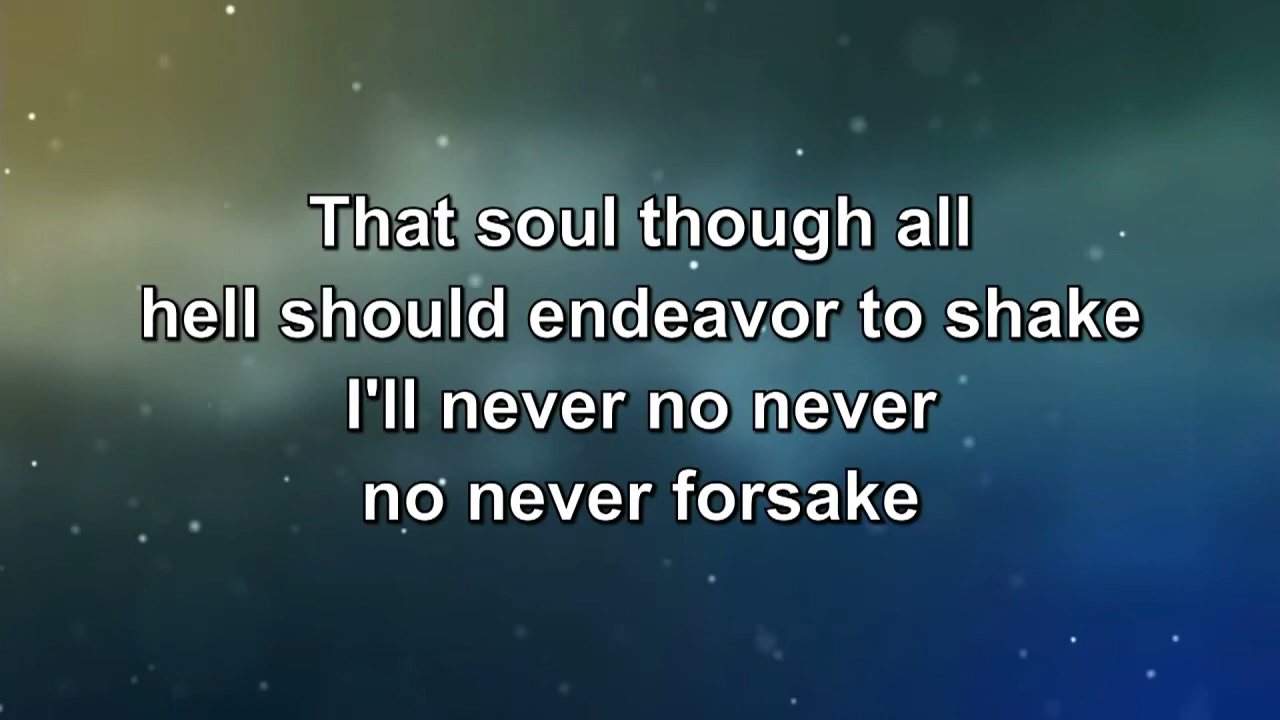 That soul though all
hell should endeavor to shake
I'll never no never
no never forsake